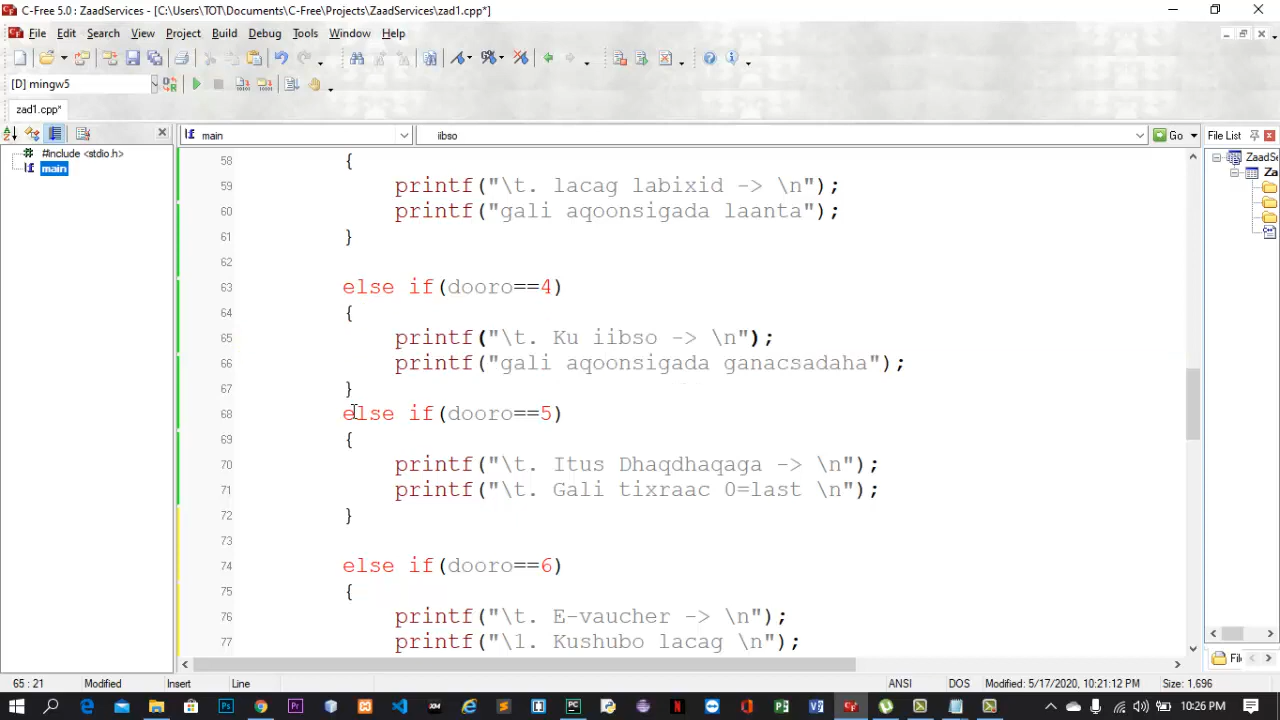 C-Free 5.0 : ZaadServices - [C:\Users\TOT\Documents\C-Free\Projects\ZaadServices\zad1.cpp*]
File Edit Search View Project Build Debug Tools Window Help
[D] mingw5
zad1.cpp*
main
iibso
Go
File List
#include <stdio.h>
main
ZaadSe
Za
58 {
59 printf("\t. lacag labixid -> \n");
60 printf("gali aqoonsigada laanta");
61 }
62
63 else if(dooro==4)
64 {
65 printf("\t. Ku iibso -> \n");
66 printf("gali aqoonsigada ganacsadaha");
67 }
68 else if(dooro==5)
69 {
70 printf("\t. Itus Dhaqdhaqaga -> \n");
71 printf("\t. Gali tixraac 0=last \n");
72 }
73
74 else if(dooro==6)
75 {
76 printf("\t. E-vaucher -> \n");
77 printf("\1. Kushubo lacag \n");
File
65 : 21 Modified Insert Line ANSI DOS Modified: 5/17/2020, 10:21:12 PM Size: 1,696
10:26 PM